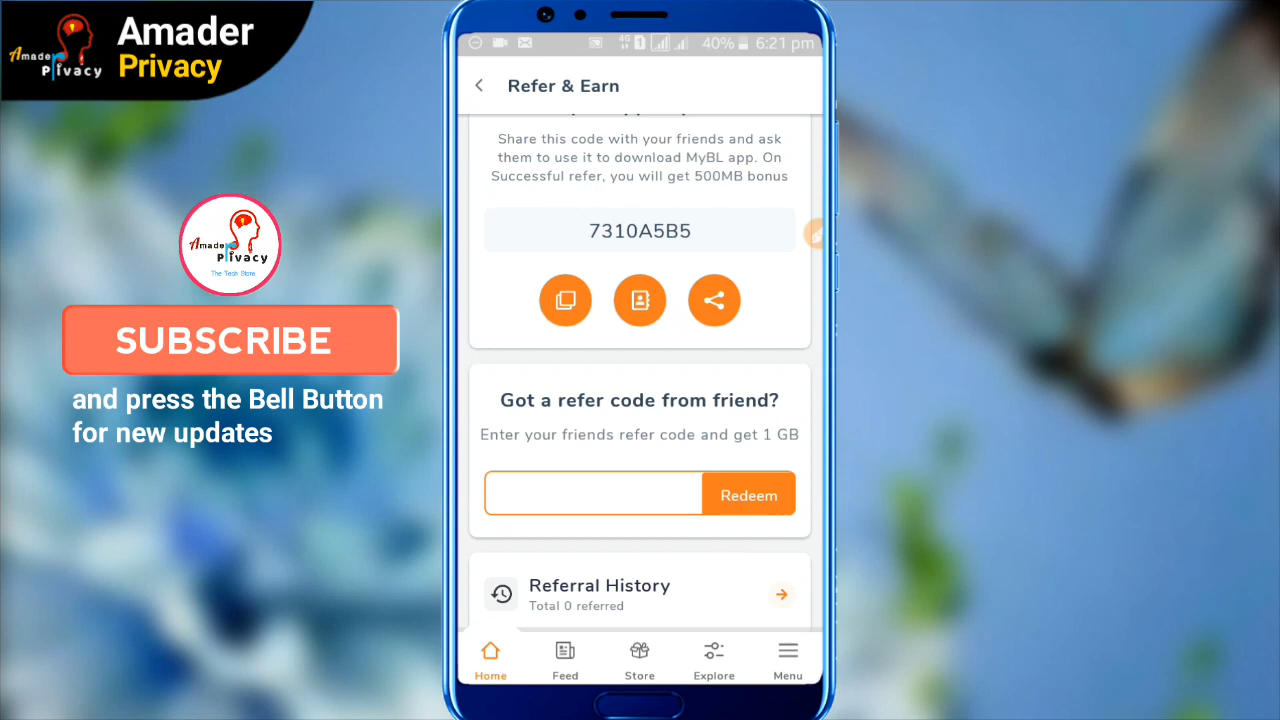 Amader
Privacy
Amader
Privacy
40% 6:21 pm
Refer & Earn
Share this code with your friends and ask
them to use it to download MyBL app. On
Successful refer, you will get 500MB bonus
7310A5B5
Amader
Privacy
The Tech Store
SUBSCRIBE
and press the Bell Button
for new updates
Got a refer code from friend?
Enter your friends refer code and get 1 GB
Redeem
Referral History
Total 0 referred
Home Feed Store Explore Menu